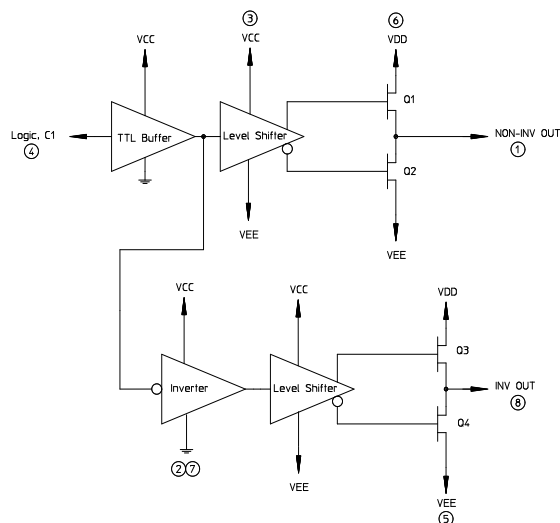 ③
⑥
VCC
VCC
VDD
Q1
Logic, C1
④
TTL Buffer
Level Shifter
NON-INV OUT
①
Q2
VEE
VEE
VCC
VCC
VDD
Q3
Inverter
Level Shifter
INV OUT
⑧
Q4
②⑦
VEE
VEE
⑤